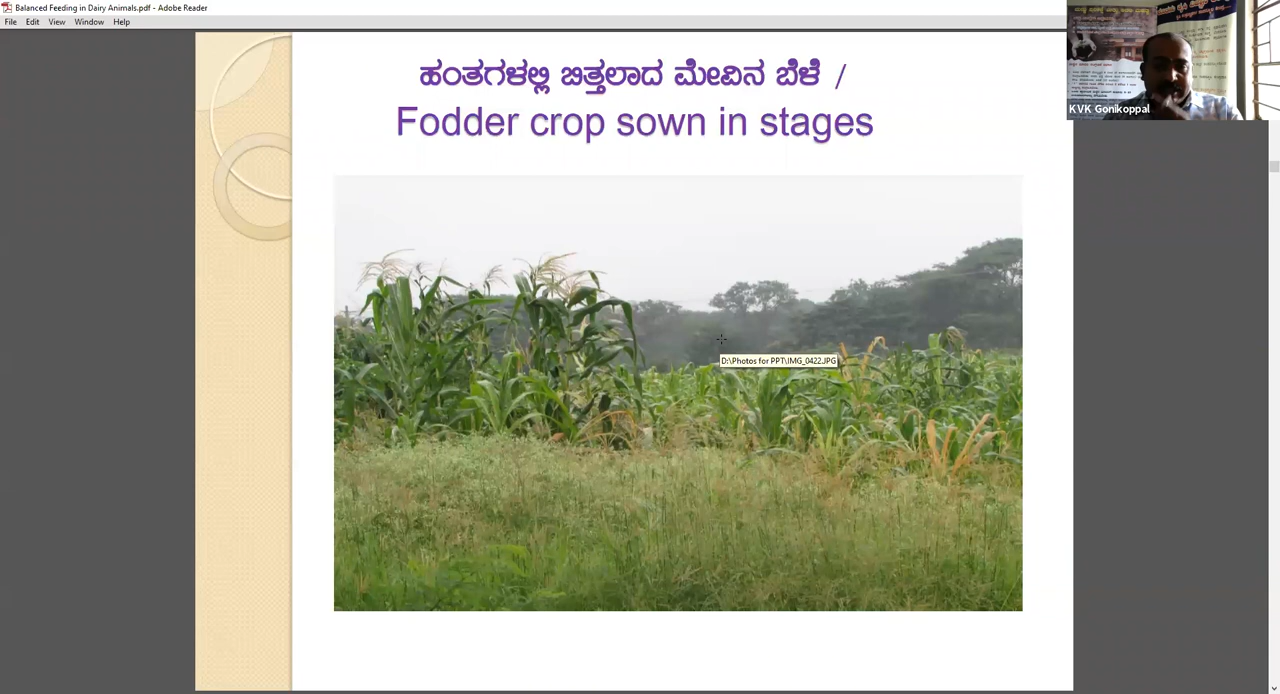 Balanced Feeding in Dairy Animals.pdf - Adobe Reader
File Edit View Window Help
ಹಂತಗಳಲ್ಲಿ ಬಿತ್ತಲಾದ ಮೇವಿನ ಬೆಳೆ /
Fodder crop sown in stages
D:\Photos for PPT\IMG_0422.JPG
KVK Gonikoppal